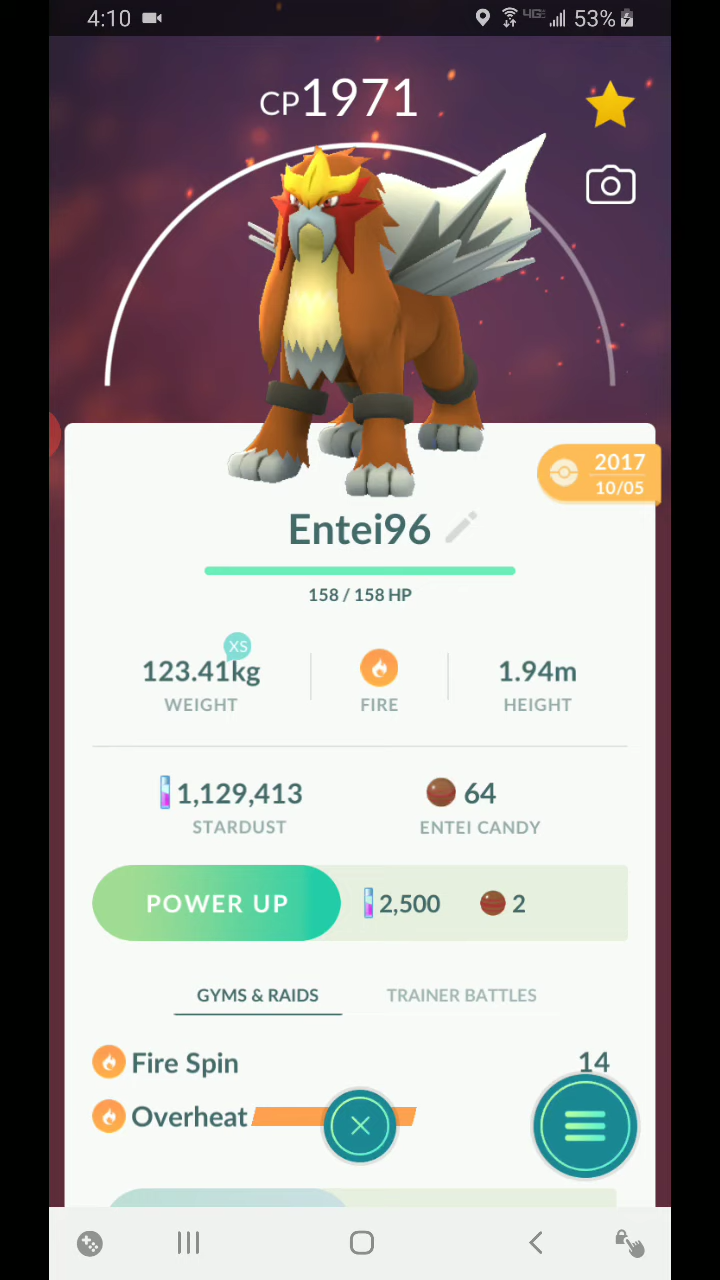 4:10 4GE 53%
CP1971
2017
10/05
Entei96
158 / 158 HP
XS
123.41kg 1.94m
WEIGHT FIRE HEIGHT
1,129,413 64
STARDUST ENTEI CANDY
POWER UP 2,500 2
GYMS & RAIDS TRAINER BATTLES
Fire Spin 14
Overheat